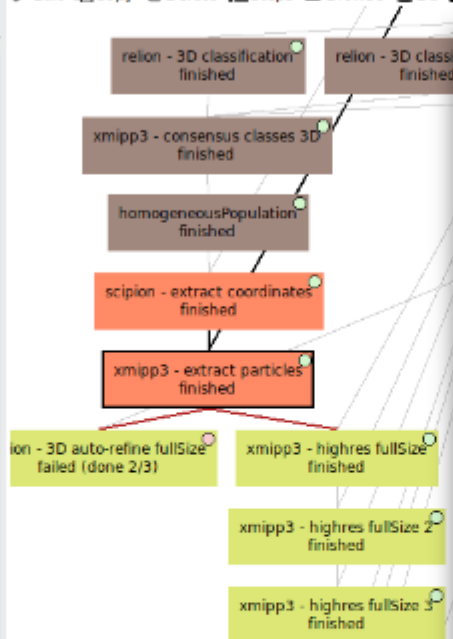 relion - 3D classification
finished
relion - 3D classi
finished
xmipp3 - consensus classes 3D
finished
homogeneousPopulation
finished
scipion - extract coordinates
finished
xmipp3 - extract particles
finished
ion - 3D auto-refine fullSize
failed (done 2/3)
xmipp3 - highres fullSize
finished
xmipp3 - highres fullSize 2
finished
xmipp3 - highres fullSize 3
finished